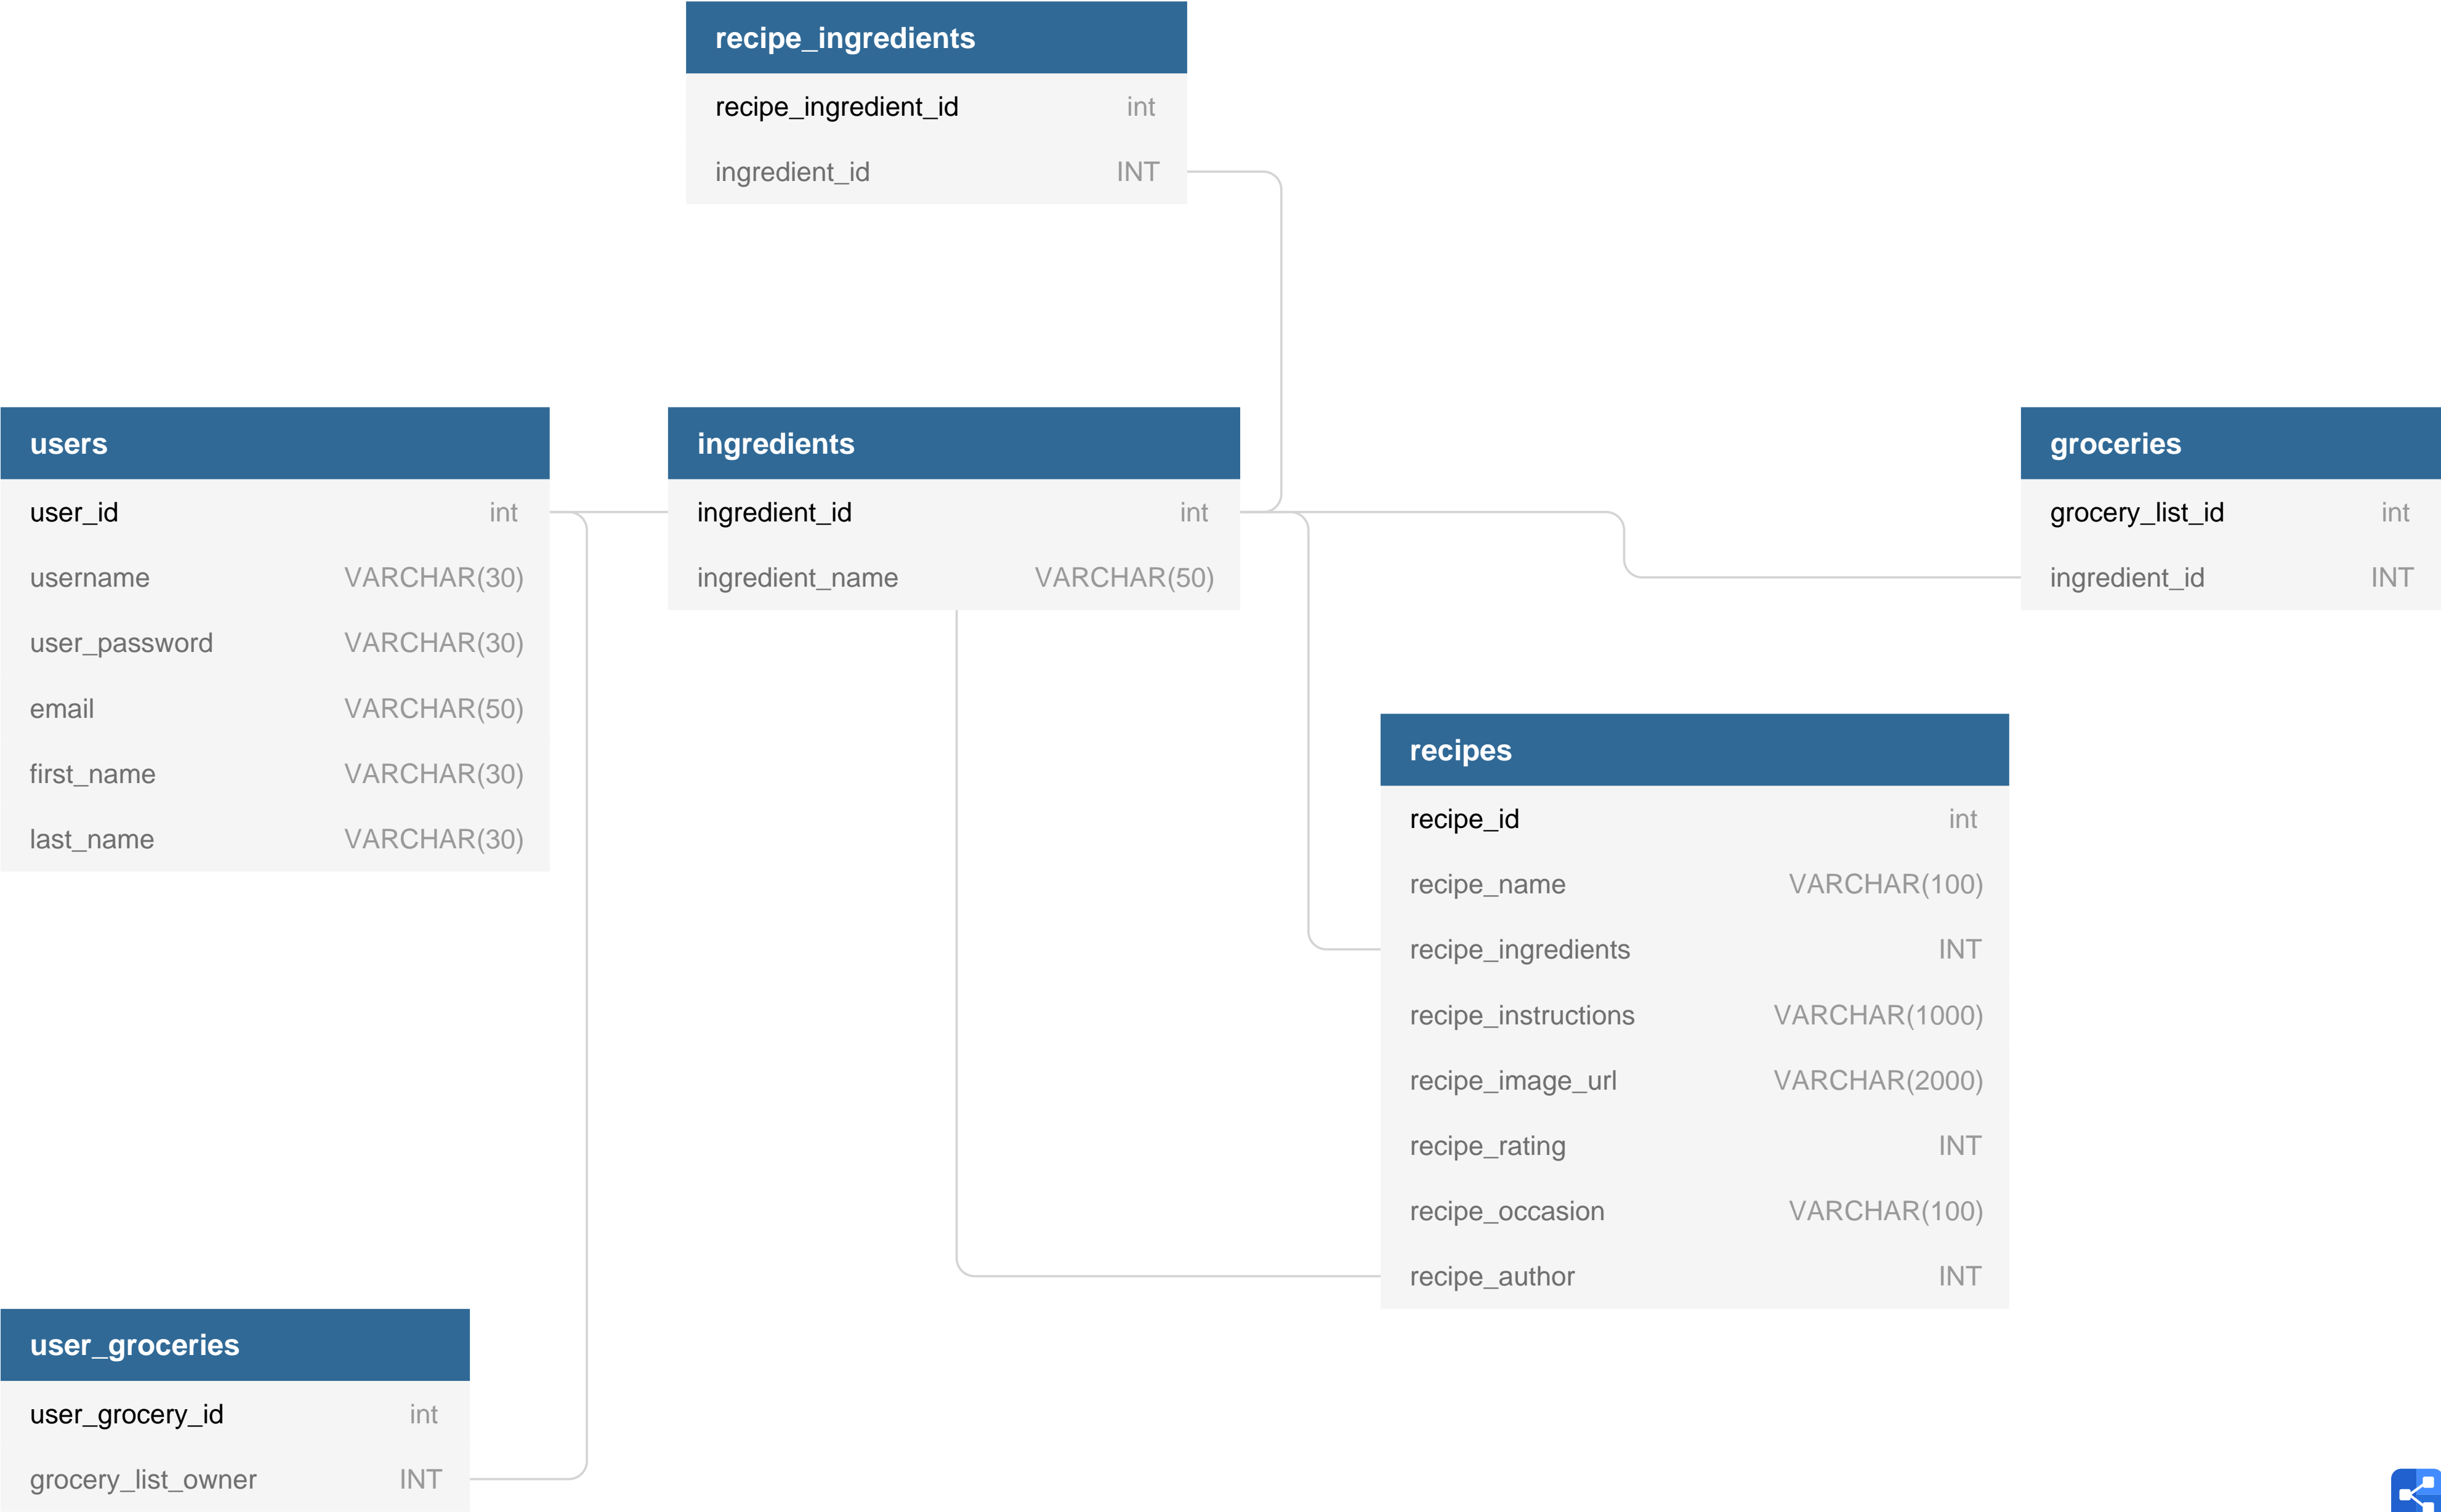 recipe_ingredients
recipe_ingredient_id int
ingredient_id INT
users
user_id int
username VARCHAR(30)
user_password VARCHAR(30)
email VARCHAR(50)
first_name VARCHAR(30)
last_name VARCHAR(30)
ingredients
ingredient_id int
ingredient_name VARCHAR(50)
groceries
grocery_list_id int
ingredient_id INT
recipes
recipe_id int
recipe_name VARCHAR(100)
recipe_ingredients INT
recipe_instructions VARCHAR(1000)
recipe_image_url VARCHAR(2000)
recipe_rating INT
recipe_occasion VARCHAR(100)
recipe_author INT
user_groceries
user_grocery_id int
grocery_list_owner INT